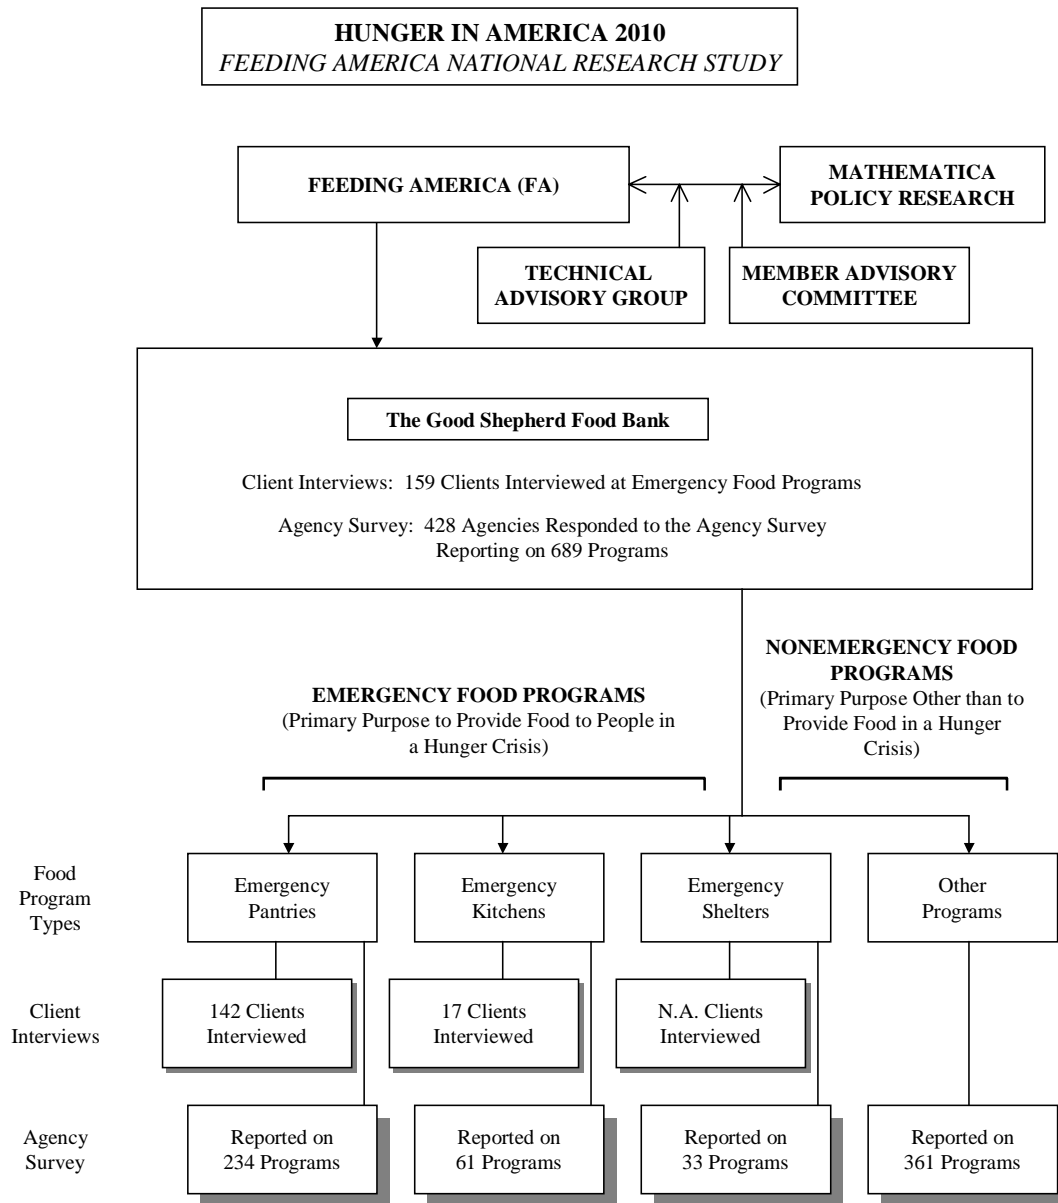 HUNGER IN AMERICA 2010
FEEDING AMERICA NATIONAL RESEARCH STUDY
FEEDING AMERICA (FA)
MATHEMATICA
POLICY RESEARCH
TECHNICAL
ADVISORY GROUP
MEMBER ADVISORY
COMMITTEE
The Good Shepherd Food Bank
Client Interviews: 159 Clients Interviewed at Emergency Food Programs
Agency Survey: 428 Agencies Responded to the Agency Survey
Reporting on 689 Programs
EMERGENCY FOOD PROGRAMS
(Primary Purpose to Provide Food to People in
a Hunger Crisis)
NONEMERGENCY FOOD
PROGRAMS
(Primary Purpose Other than to
Provide Food in a Hunger
Crisis)
Food
Program
Types
Emergency
Pantries
Emergency
Kitchens
Emergency
Shelters
Other
Programs
Client
Interviews
142 Clients
Interviewed
17 Clients
Interviewed
N.A. Clients
Interviewed
Agency
Survey
Reported on
234 Programs
Reported on
61 Programs
Reported on
33 Programs
Reported on
361 Programs